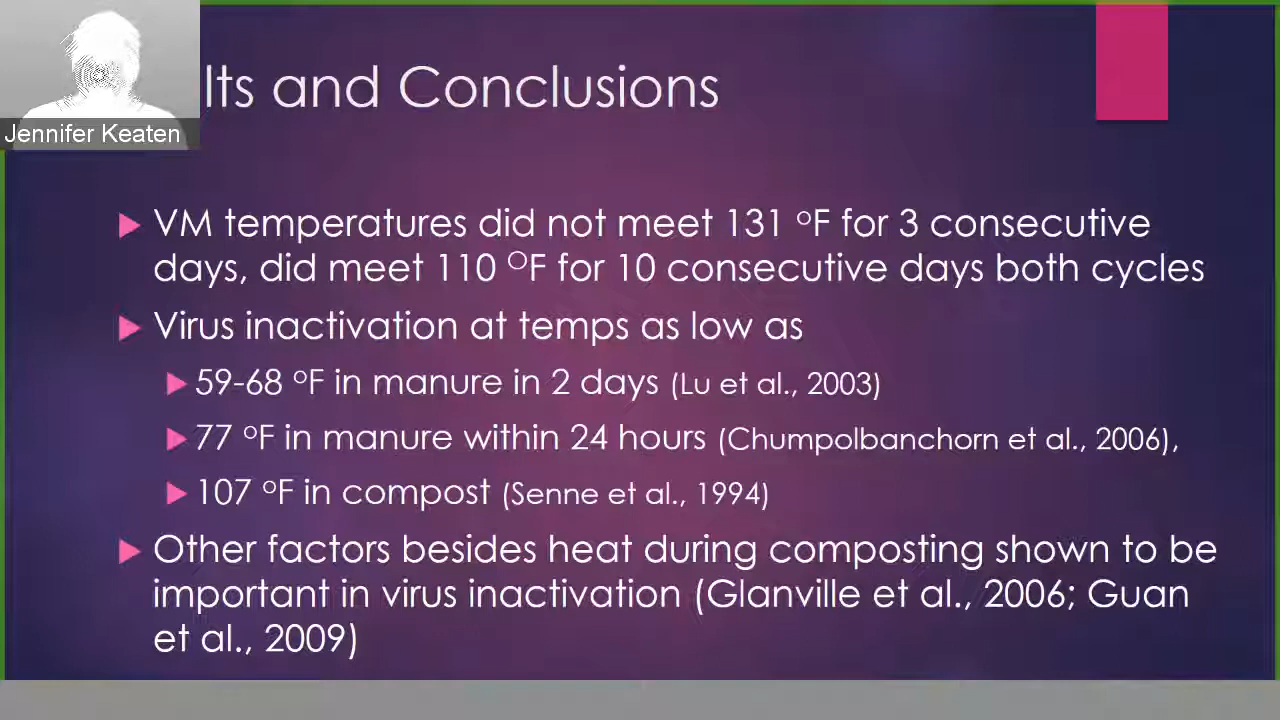 lts and Conclusions
Jennifer Keaten
VM temperatures did not meet 131 °F for 3 consecutive
days, did meet 110 °F for 10 consecutive days both cycles
Virus inactivation at temps as low as
59-68 °F in manure in 2 days (Lu et al., 2003)
77 °F in manure within 24 hours (Chumpolbanchorn et al., 2006),
107 °F in compost (Senne et al., 1994)
Other factors besides heat during composting shown to be
important in virus inactivation (Glanville et al., 2006; Guan
et al., 2009)